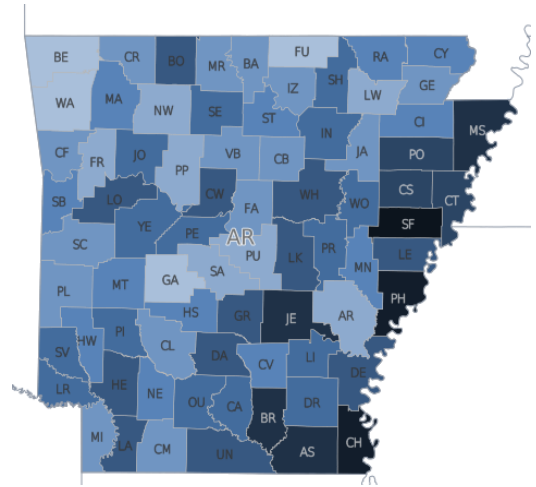 BE CR BO MR BA FU RA CY
WA MA NW SE ST IZ SH LW GE
CF FR JO PP VB CB IN JA CI MS
PO
SB LO CW WH WO CS CT
SC YE PE FA SF
AR
PL MT GA SA PU LK PR MN LE
PH
HS GR JE AR
SV HW PI CL DA CV LI DE
LR HE NE OU CA BR DR
MI LA CM UN AS CH